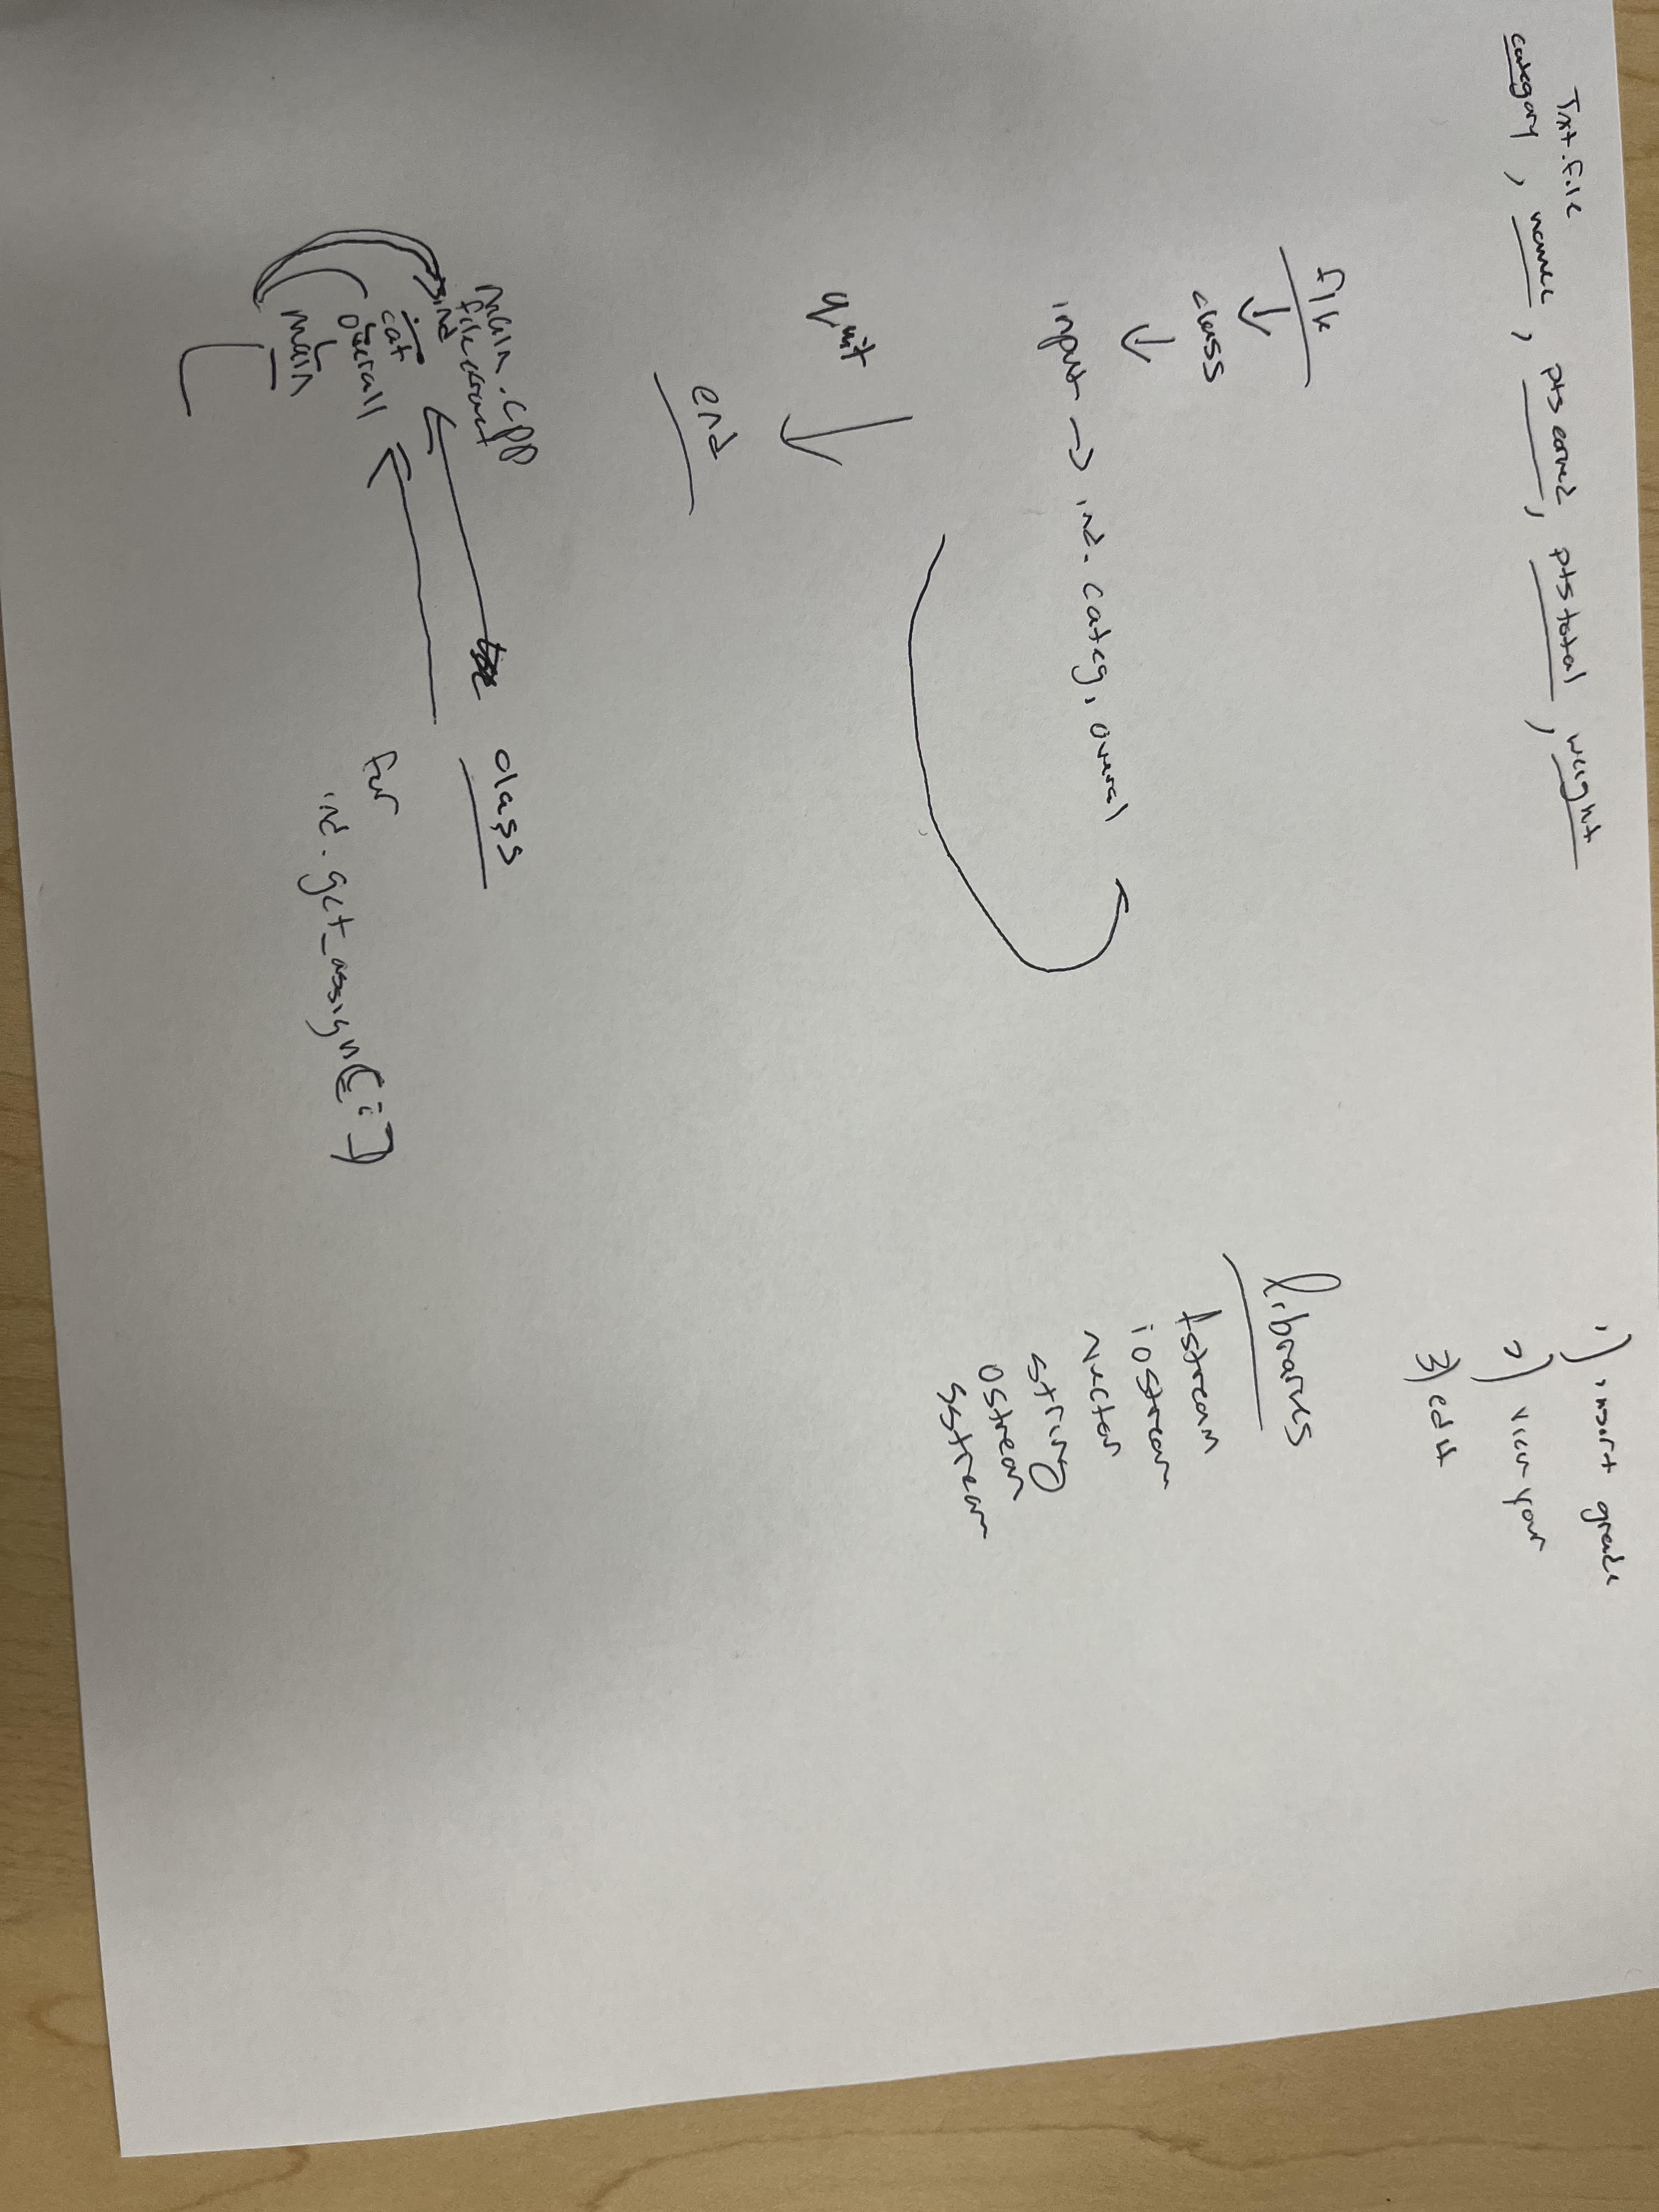 Txt.file
category, name, pts earned, pts total, weight
1) insert grade
2) view your
3) edit
file
class
input → ind. categ, overal
quit
end
libraries
fstream
iostream
vector
string
ostream
sstream
main.cpp
file extract
ind
cat
overall
main
class
for
ind. get_assign([i])